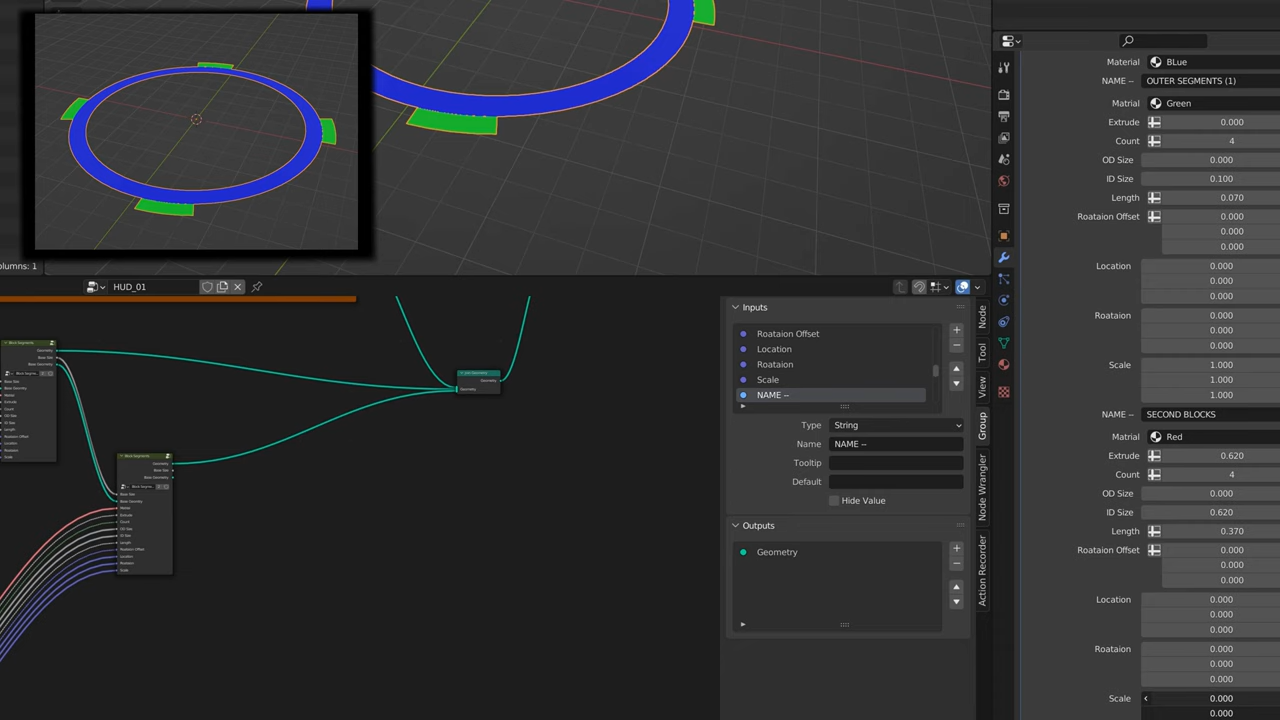 Material BLue
NAME -- OUTER SEGMENTS (1)
Matrial Green
Extrude 0.000
Count 4
OD Size 0.000
ID Size 0.100
Length 0.070
Roataion Offset 0.000
0.000
0.000
Location 0.000
0.000
0.000
Roataion 0.000
0.000
0.000
Scale 1.000
1.000
1.000
NAME -- SECOND BLOCKS
Matrial Red
Extrude 0.620
Count 4
OD Size 0.000
ID Size 0.620
Length 0.370
Roataion Offset 0.000
0.000
0.000
Location 0.000
0.000
0.000
Roataion 0.000
0.000
0.000
Scale 0.000
0.000
olumns: 1
HUD_01
Inputs
Roataion Offset
Location
Roataion
Scale
NAME --
Type String
Name NAME --
Tooltip
Default
Hide Value
Outputs
Geometry
Node
Tool
View
Group
Node Wrangler
Action Recorder